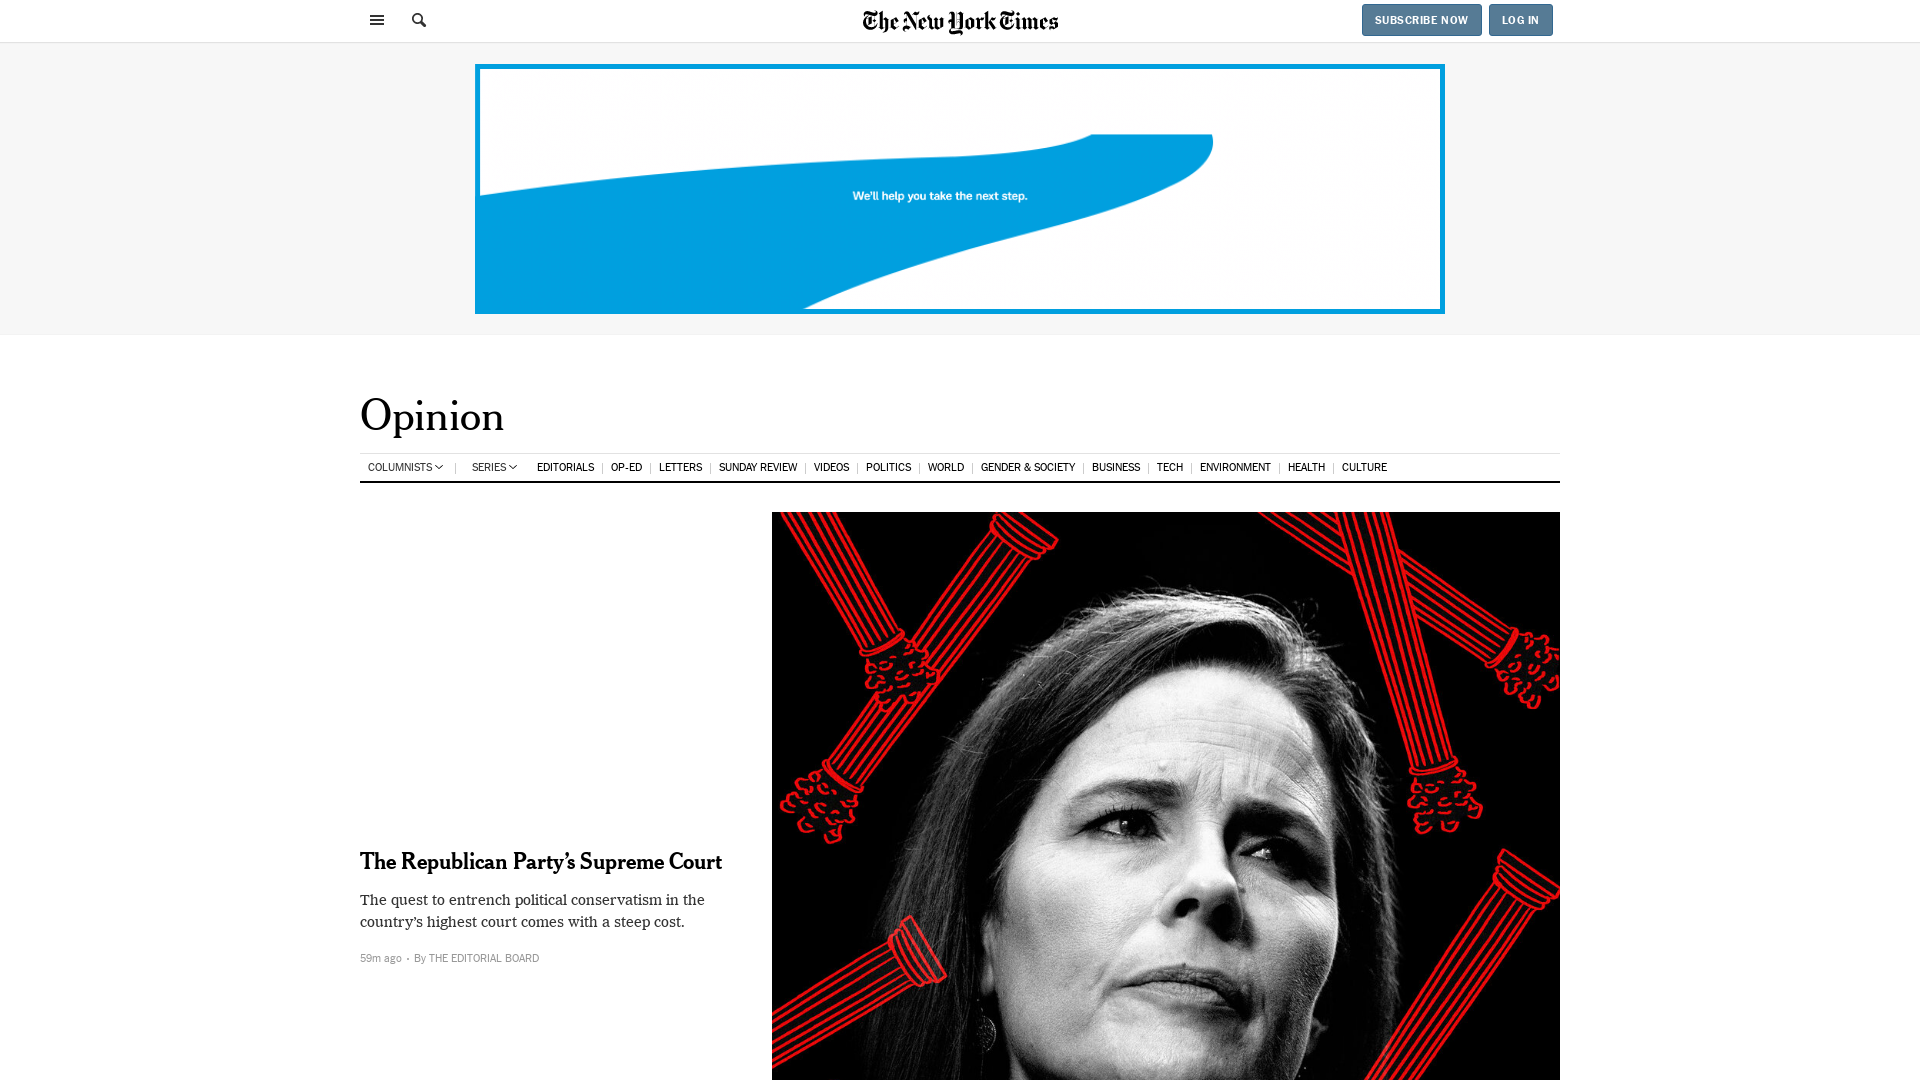 The New York Times
SUBSCRIBE NOW
LOG IN
We'll help you take the next step.
Opinion
COLUMNISTS
SERIES
EDITORIALS
OP-ED
LETTERS
SUNDAY REVIEW
VIDEOS
POLITICS
WORLD
GENDER & SOCIETY
BUSINESS
TECH
ENVIRONMENT
HEALTH
CULTURE
The Republican Party’s Supreme Court
The quest to entrench political conservatism in the
country’s highest court comes with a steep cost.
59m ago • By THE EDITORIAL BOARD